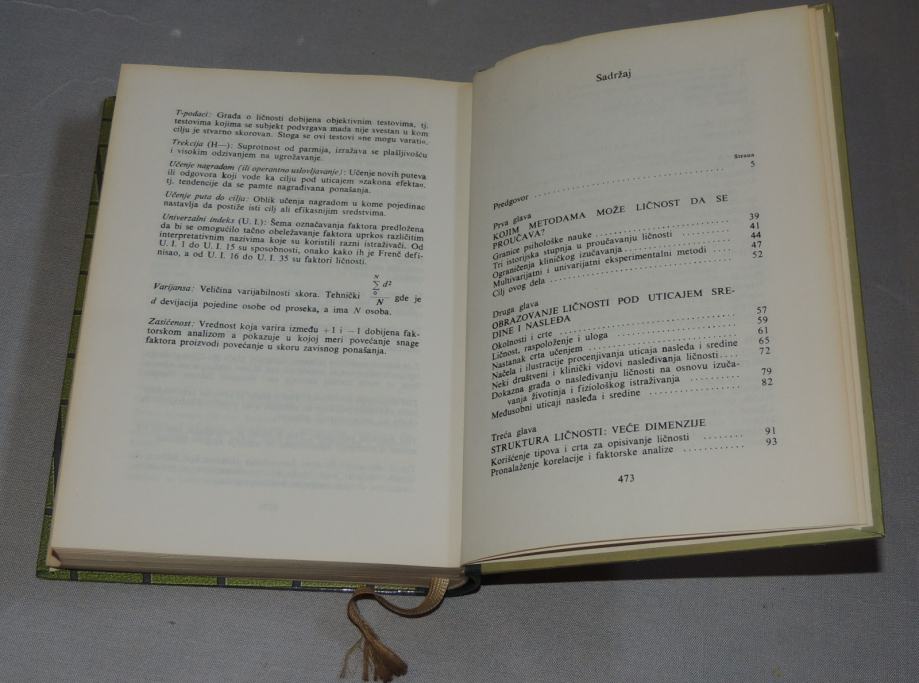 T-podaci: Građa o ličnosti dobijena objektivnim testovima, tj.
testovima kojima se subjekt podvrgava mada nije svestan u kom
cilju je stvarno skorovan. Stoga se ovi testovi »ne mogu varati«.
Trekcija (H—): Suprotnost od parmija, izražava se plašljivošću
i visokim odzivanjem na ugrožavanje.
Učenje nagradom (ili operantno uslovljavanje): Učenje novih puteva
ili odgovora koji vode ka cilju pod uticajem »zakona efekta«,
tj. tendencije da se pamte nagrađivana ponašanja.
Učenje puta do cilja: Oblik učenja nagradom u kome pojedinac
nastavlja da postiže isti cilj ali efikasnijim sredstvima.
Univerzalni indeks (U. I.): Šema označavanja faktora predložena
da bi se omogućilo tačno obeležavanje faktora uprkos različitim
interpretativnim nazivima koje su koristili razni istraživači. Od
U. I. 1 do U. I. 15 su sposobnosti, onako kako ih je Frenč defi-
nisao, a od U. I. 16 do U. I. 35 su faktori ličnosti.
Varijansa: Veličina varijabilnosti skora. Tehnički N ∑ 0 d² / N gde je
d devijacija pojedine osobe od proseka, a ima N osoba.
Zasićenost: Vrednost koja varira između +1 i —1 dobijena fak-
torskom analizom a pokazuje u kojoj meri povećanje snage
faktora proizvodi povećanje u skoru zavisnog ponašanja.
Sadržaj
Strana
Predgovor 5
Prva glava
KOJIM METODAMA MOŽE LIČNOST DA SE
PROUČAVA?
Granice psihološke nauke 39
Tri istorijska stupnja u proučavanju ličnosti 41
Ograničenja kliničkog izučavanja 44
Multivarijatni i univarijatni eksperimentalni metodi 47
Cilj ovog dela 52
Druga glava
OBRAZOVANJE LIČNOSTI POD UTICAJEM SRE-
DINE I NASLEĐA
Okolnosti i crte 57
Ličnost, raspoloženje i uloga 59
Nastanak crta učenjem 61
Načela i ilustracije procenjivanja uticaja nasleđa i sredine 65
Neki društveni i klinički vidovi nasleđivanja ličnosti 72
Dokazna građa o nasleđivanju ličnosti na osnovu izuča-
vanja životinja i fiziološkog istraživanja 79
Međusobni uticaji nasleđa i sredine 82
Treća glava
STRUKTURA LIČNOSTI: VEĆE DIMENZIJE
Korišćenje tipova i crta za opisivanje ličnosti 91
Pronalaženje korelacije i faktorske analize 93
473